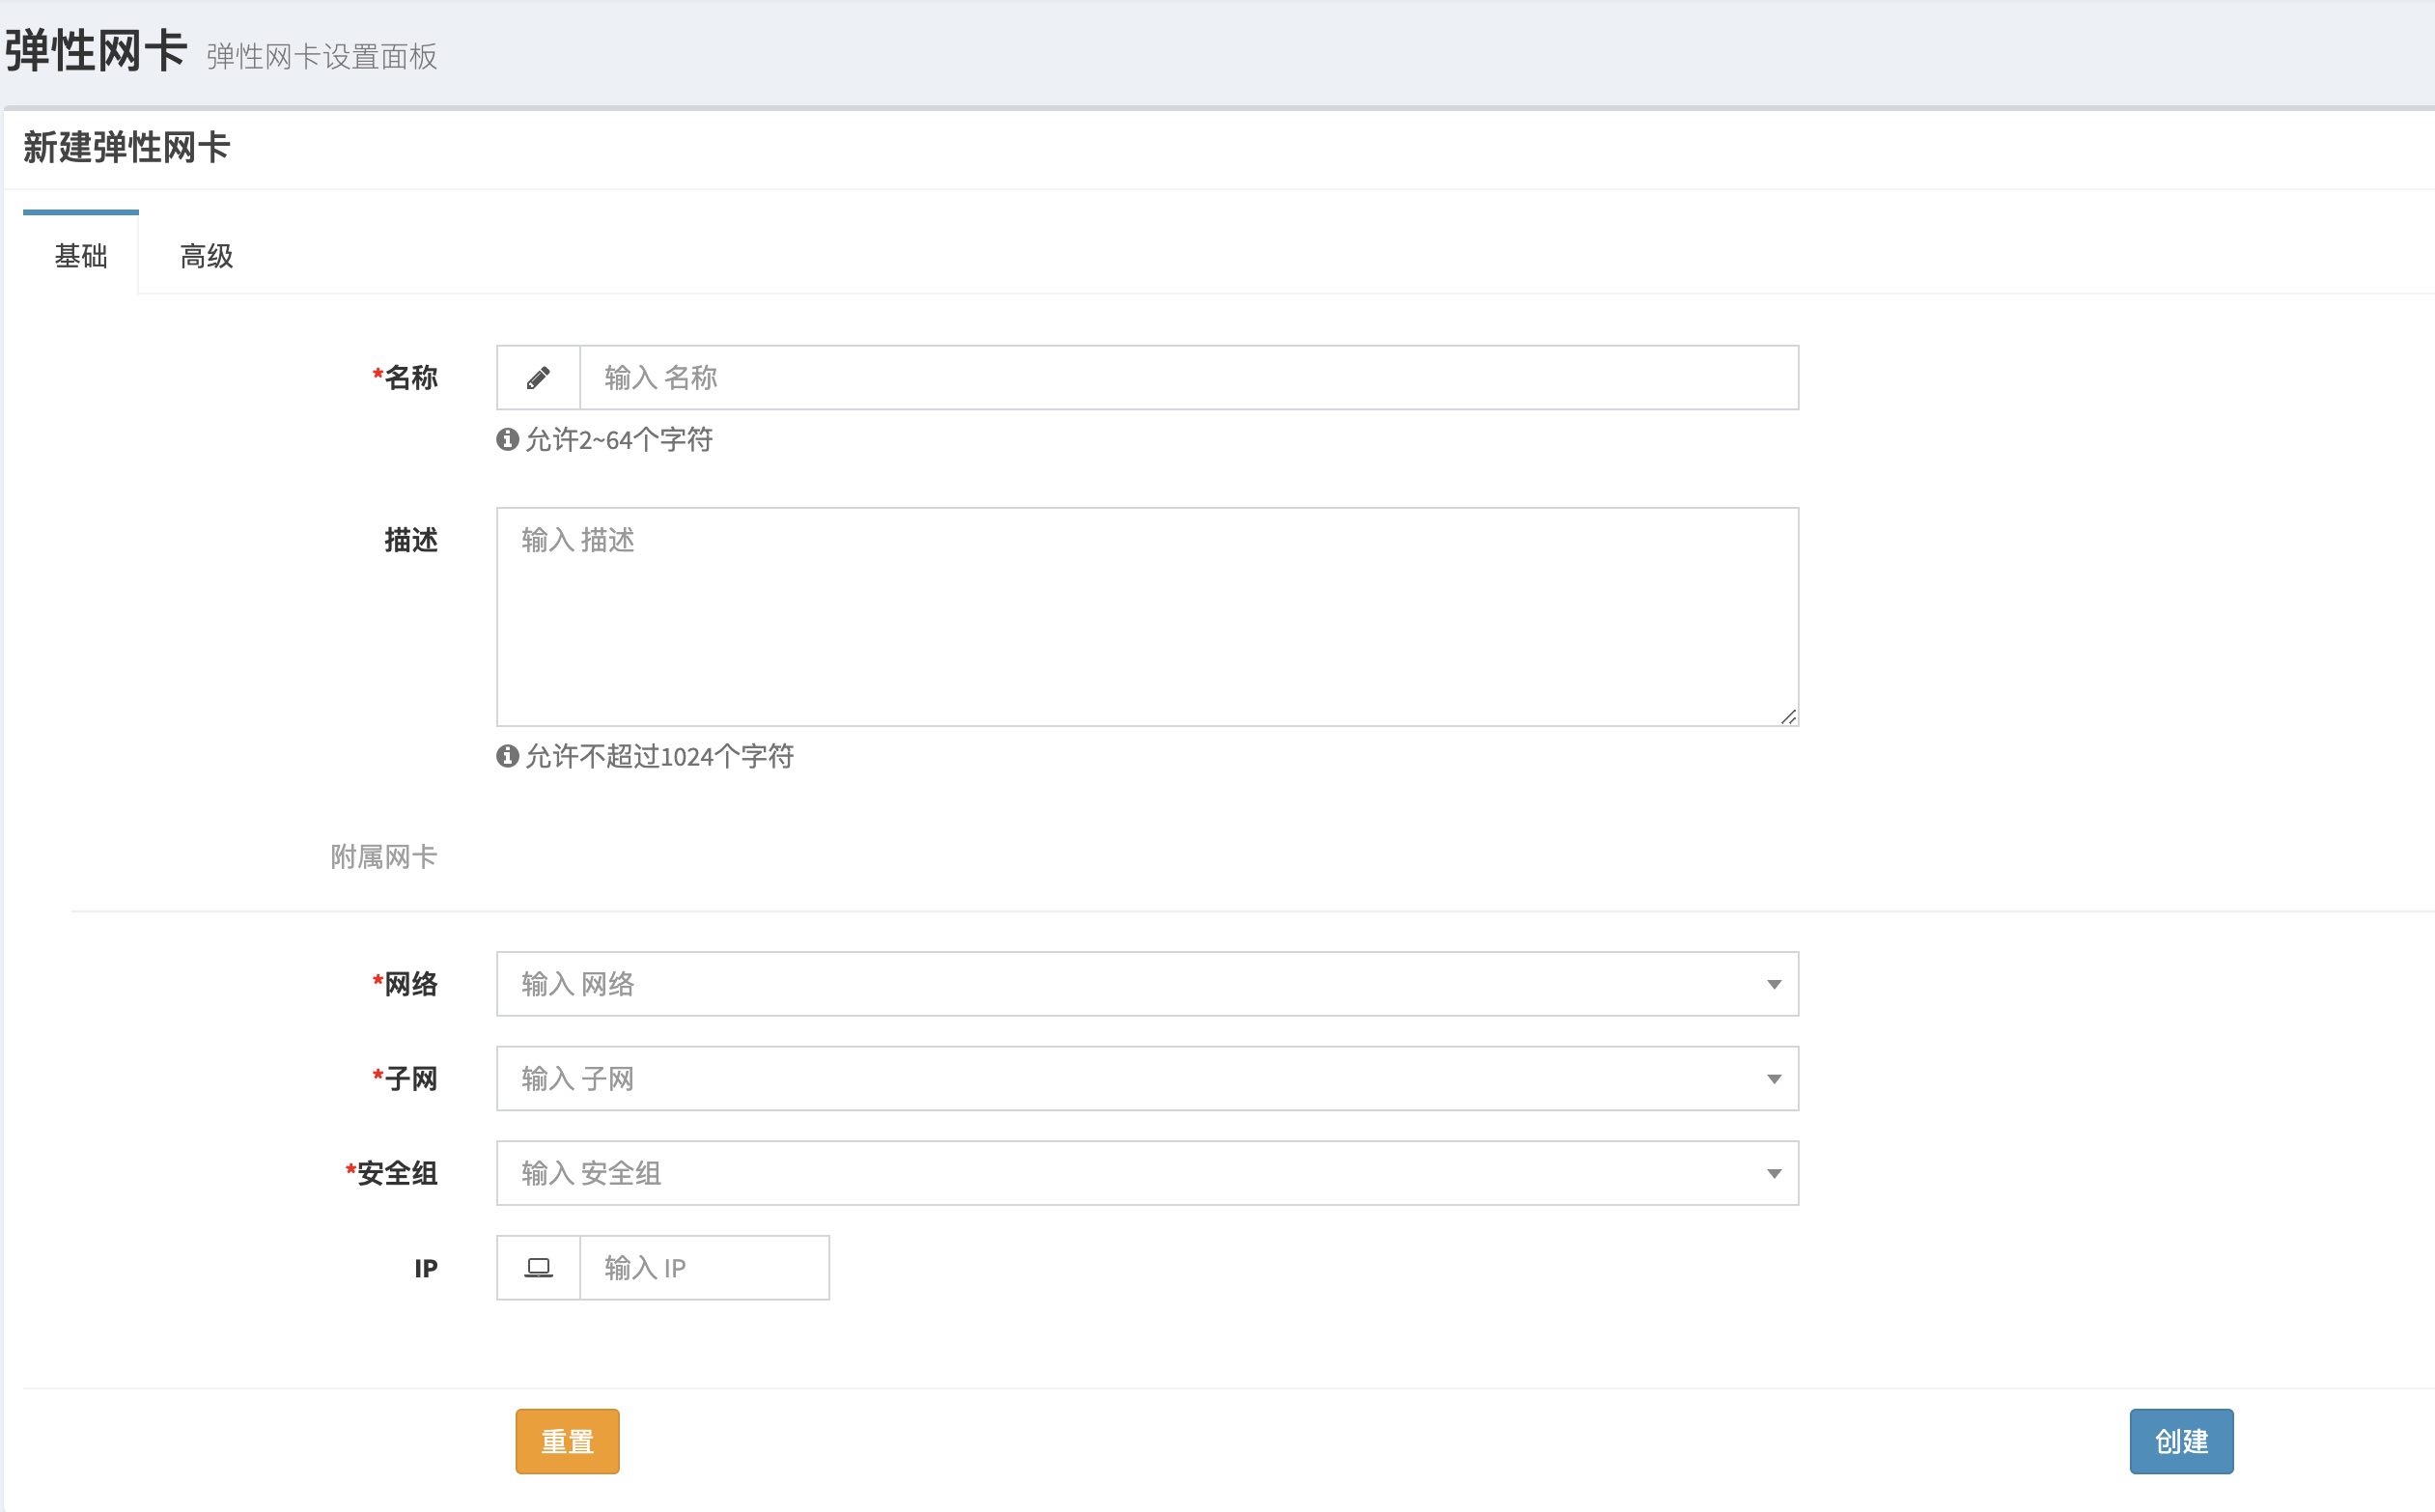 弹性网卡 弹性网卡设置面板
新建弹性网卡
基础 高级
*名称 输入 名称
允许2~64个字符
描述 输入 描述
允许不超过1024个字符
附属网卡
*网络 输入 网络
*子网 输入 子网
*安全组 输入 安全组
IP 输入 IP
重置 创建